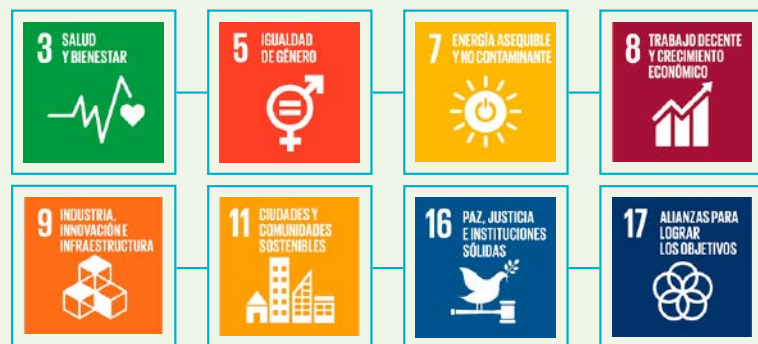 3 SALUD
Y BIENESTAR
5 IGUALDAD
DE GÉNERO
7 ENERGÍA ASEQUIBLE
Y NO CONTAMINANTE
8 TRABAJO DECENTE
Y CRECIMIENTO
ECONÓMICO
9 INDUSTRIA,
INNOVACIÓN E
INFRAESTRUCTURA
11 CIUDADES Y
COMUNIDADES
SOSTENIBLES
16 PAZ, JUSTICIA
E INSTITUCIONES
SÓLIDAS
17 ALIANZAS PARA
LOGRAR
LOS OBJETIVOS